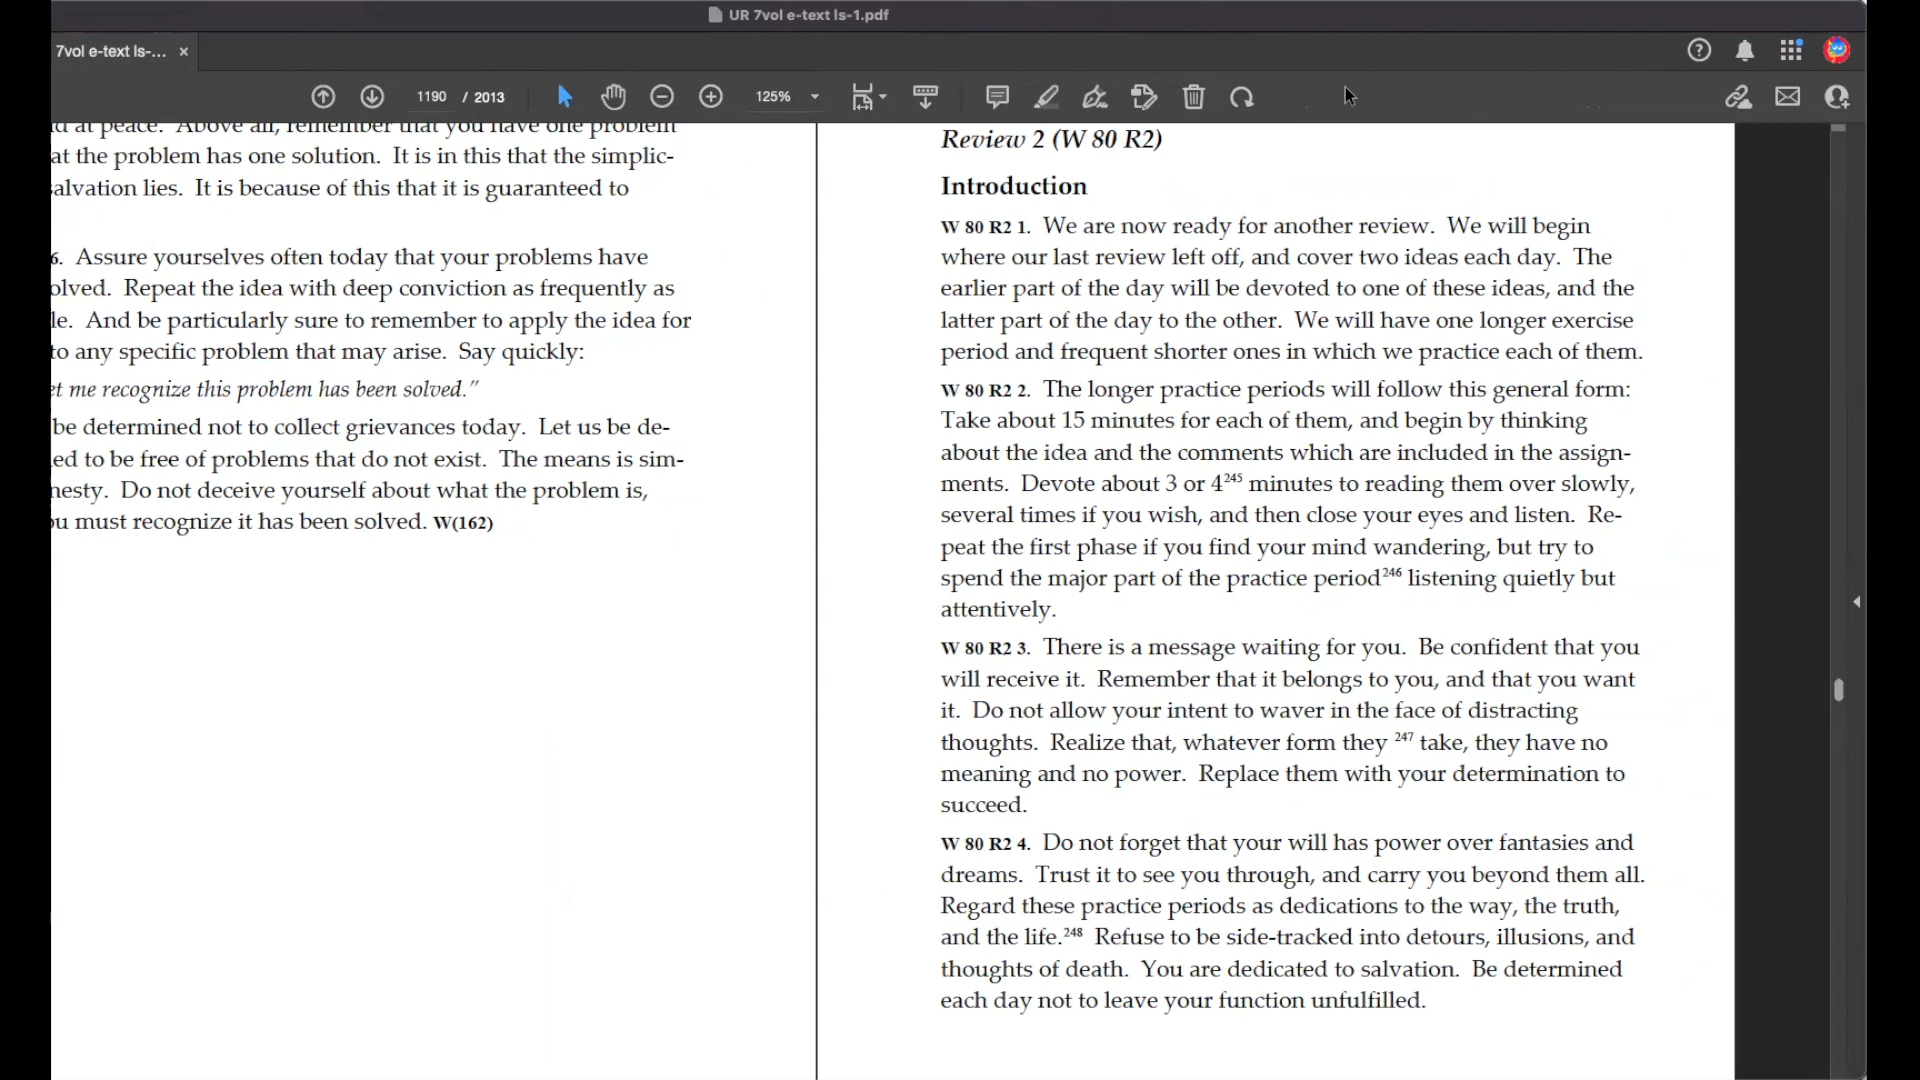 UR 7vol e-text ls-1.pdf
7vol e-text ls-... ×
1190 / 2013 125%
at peace. Above all, remember that you have one problem
at the problem has one solution. It is in this that the simplic-
salvation lies. It is because of this that it is guaranteed to
6. Assure yourselves often today that your problems have
olved. Repeat the idea with deep conviction as frequently as
le. And be particularly sure to remember to apply the idea for
to any specific problem that may arise. Say quickly:
et me recognize this problem has been solved.”
be determined not to collect grievances today. Let us be de-
ed to be free of problems that do not exist. The means is sim-
nesty. Do not deceive yourself about what the problem is,
u must recognize it has been solved. W(162)
Review 2 (W 80 R2)
Introduction
W 80 R2 1. We are now ready for another review. We will begin
where our last review left off, and cover two ideas each day. The
earlier part of the day will be devoted to one of these ideas, and the
latter part of the day to the other. We will have one longer exercise
period and frequent shorter ones in which we practice each of them.
W 80 R2 2. The longer practice periods will follow this general form:
Take about 15 minutes for each of them, and begin by thinking
about the idea and the comments which are included in the assign-
ments. Devote about 3 or 4²⁴⁵ minutes to reading them over slowly,
several times if you wish, and then close your eyes and listen. Re-
peat the first phase if you find your mind wandering, but try to
spend the major part of the practice period²⁴⁶ listening quietly but
attentively.
W 80 R2 3. There is a message waiting for you. Be confident that you
will receive it. Remember that it belongs to you, and that you want
it. Do not allow your intent to waver in the face of distracting
thoughts. Realize that, whatever form they ²⁴⁷ take, they have no
meaning and no power. Replace them with your determination to
succeed.
W 80 R2 4. Do not forget that your will has power over fantasies and
dreams. Trust it to see you through, and carry you beyond them all.
Regard these practice periods as dedications to the way, the truth,
and the life.²⁴⁸ Refuse to be side-tracked into detours, illusions, and
thoughts of death. You are dedicated to salvation. Be determined
each day not to leave your function unfulfilled.